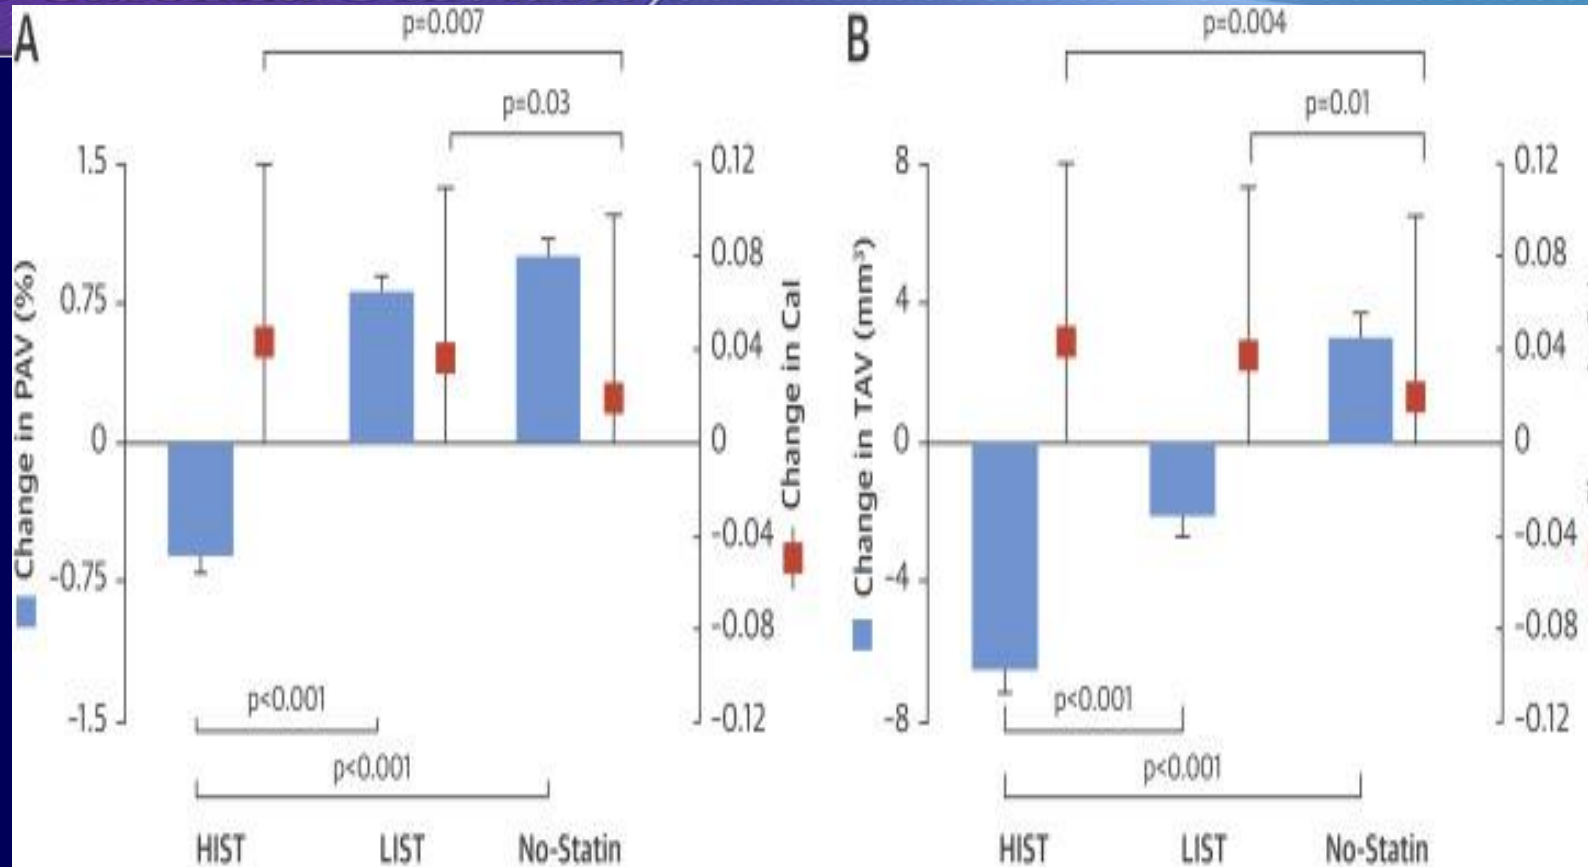 A
p=0.007
p=0.03
1.5
0.75
0
-0.75
-1.5
Change in PAV (%)
0.12
0.08
0.04
0
-0.04
-0.08
-0.12
Change in Cal
p<0.001
p<0.001
HIST LIST No-Statin
B
p=0.004
p=0.01
8
4
0
-4
-8
Change in TAV (mm³)
0.12
0.08
0.04
0
-0.04
-0.08
-0.12
p<0.001
p<0.001
HIST LIST No-Statin